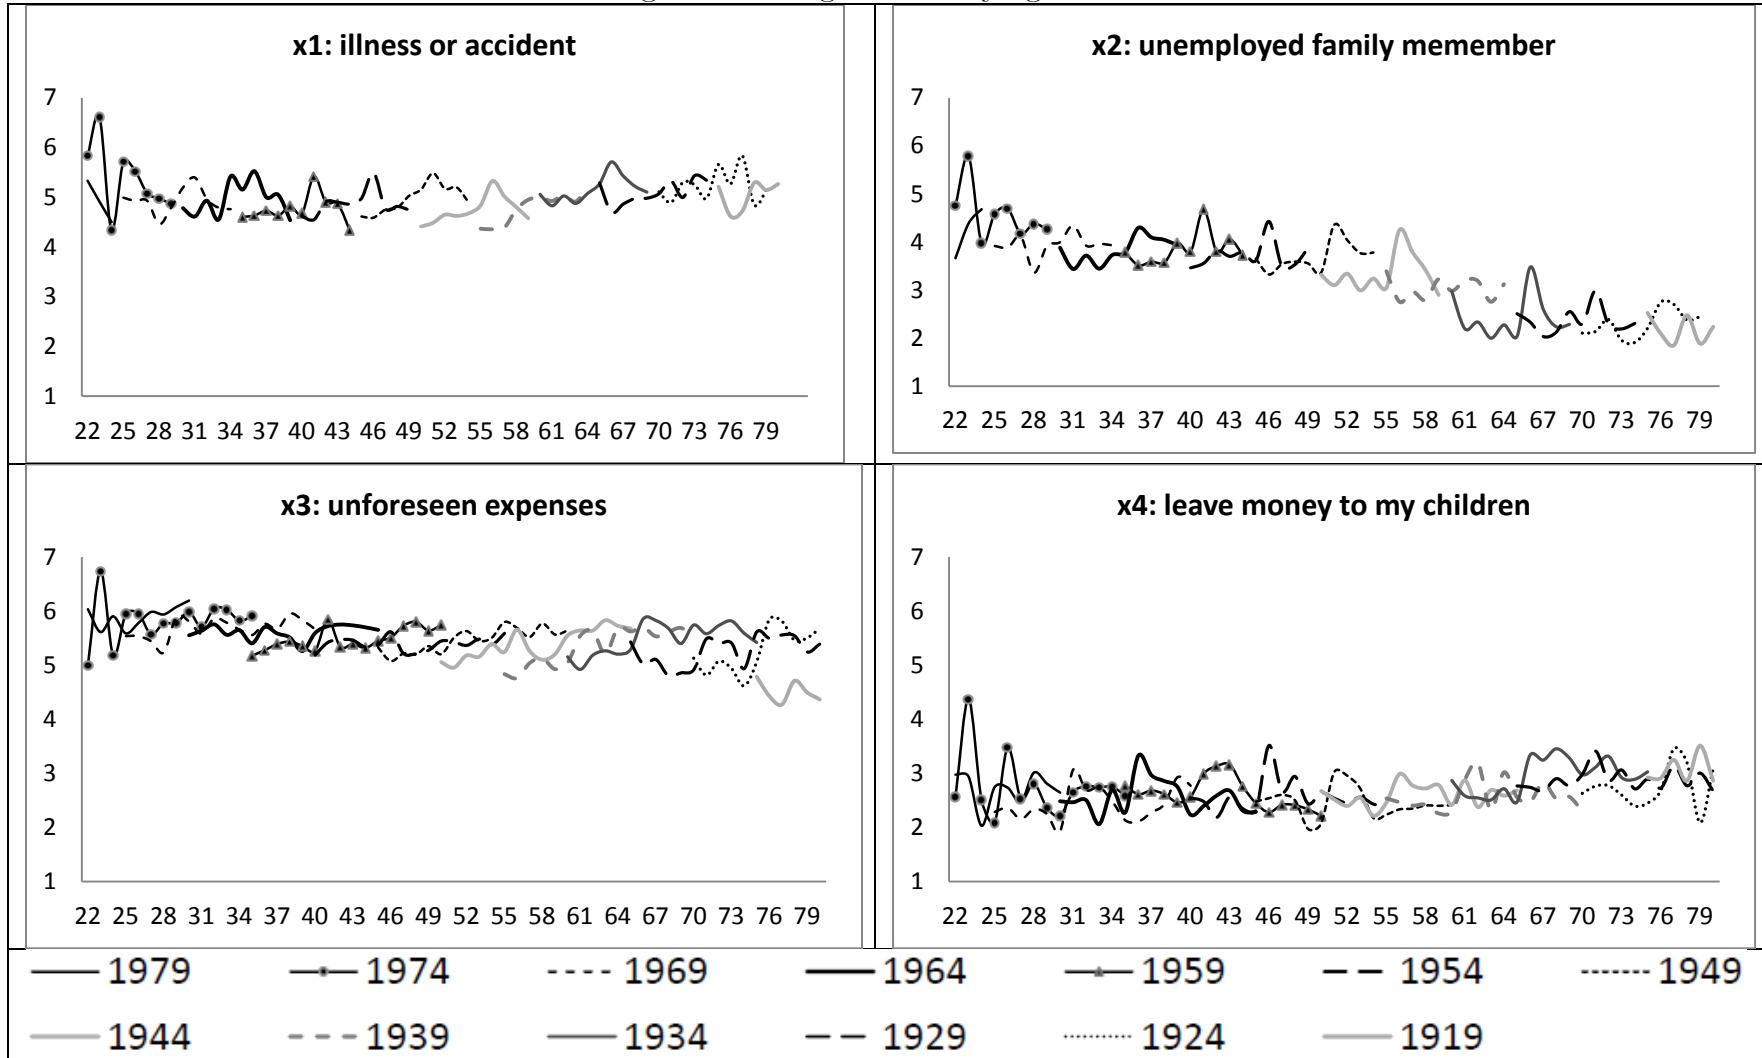 x1: illness or accident
7
6
5
4
3
2
1
22 25 28 31 34 37 40 43 46 49 52 55 58 61 64 67 70 73 76 79
x2: unemployed family memember
7
6
5
4
3
2
1
22 25 28 31 34 37 40 43 46 49 52 55 58 61 64 67 70 73 76 79
x3: unforeseen expenses
7
6
5
4
3
2
1
22 25 28 31 34 37 40 43 46 49 52 55 58 61 64 67 70 73 76 79
x4: leave money to my children
7
6
5
4
3
2
1
22 25 28 31 34 37 40 43 46 49 52 55 58 61 64 67 70 73 76 79
1979 1974 1969 1964 1959 1954 1949
1944 1939 1934 1929 1924 1919